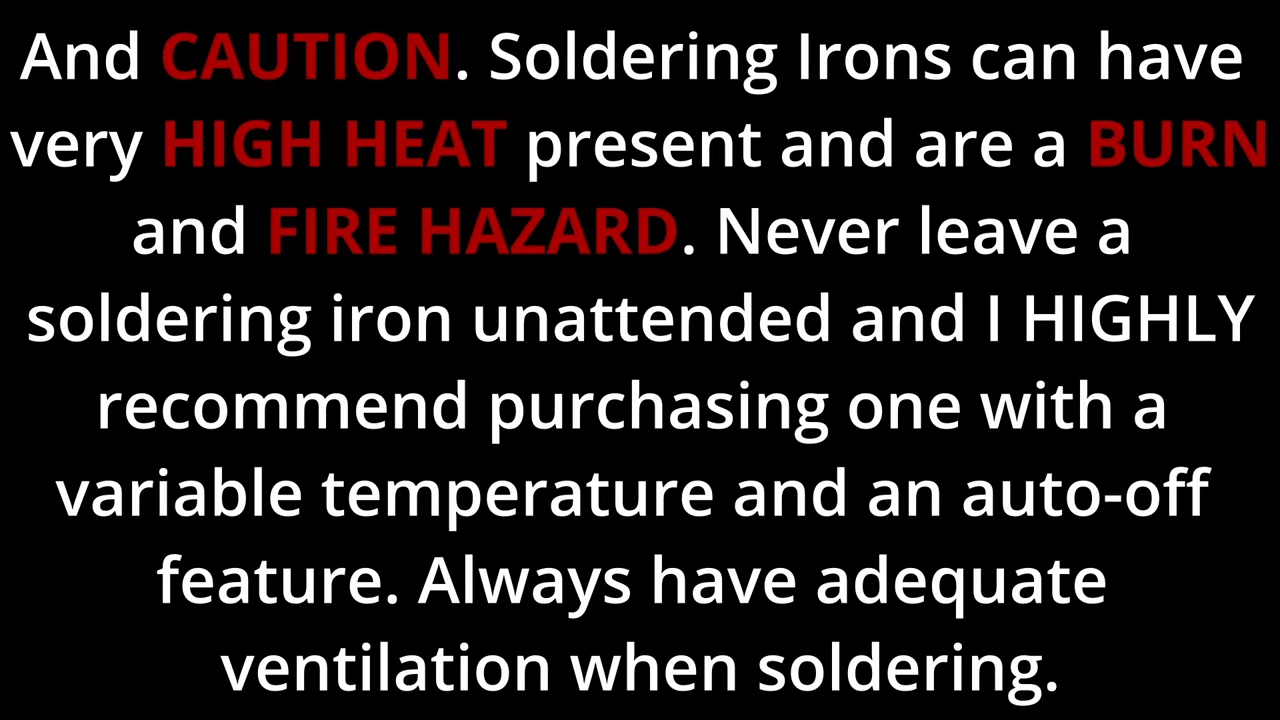 And CAUTION. Soldering Irons can have
very HIGH HEAT present and are a BURN
and FIRE HAZARD. Never leave a
soldering iron unattended and I HIGHLY
recommend purchasing one with a
variable temperature and an auto-off
feature. Always have adequate
ventilation when soldering.